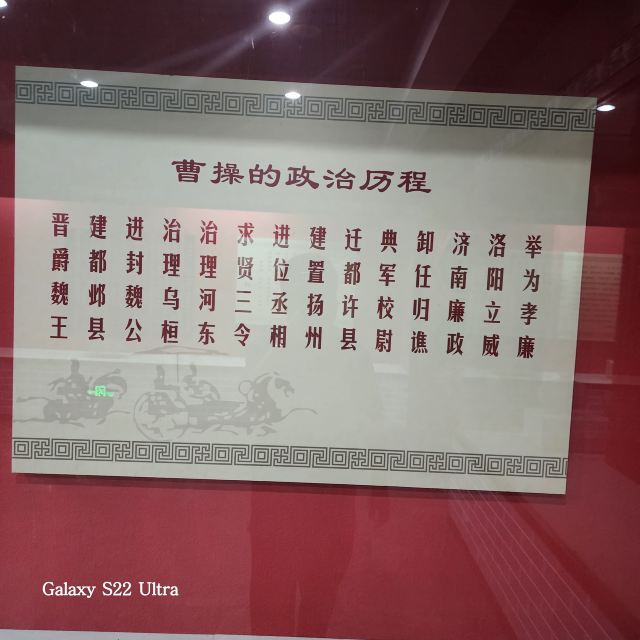 曹操的政治历程
举为孝廉
洛阳立威
济南廉政
卸任归谯
典军校尉
迁都许县
建置扬州
进位丞相
求贤三令
治理河东
治理乌桓
进封魏公
建都邺县
晋爵魏王
Galaxy S22 Ultra